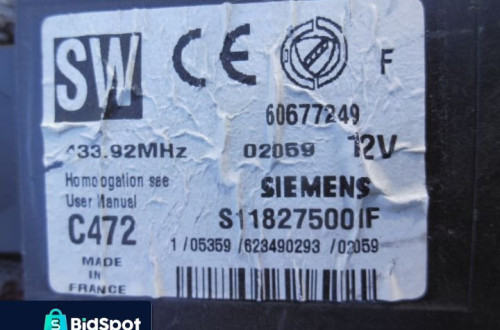 SW CE F
60677249
433.92MHz 02059 12V
Homologation see
User Manual
SIEMENS
C472
S118275001F
1/05359/623490293/02059
MADE
IN
FRANCE
BidSpot